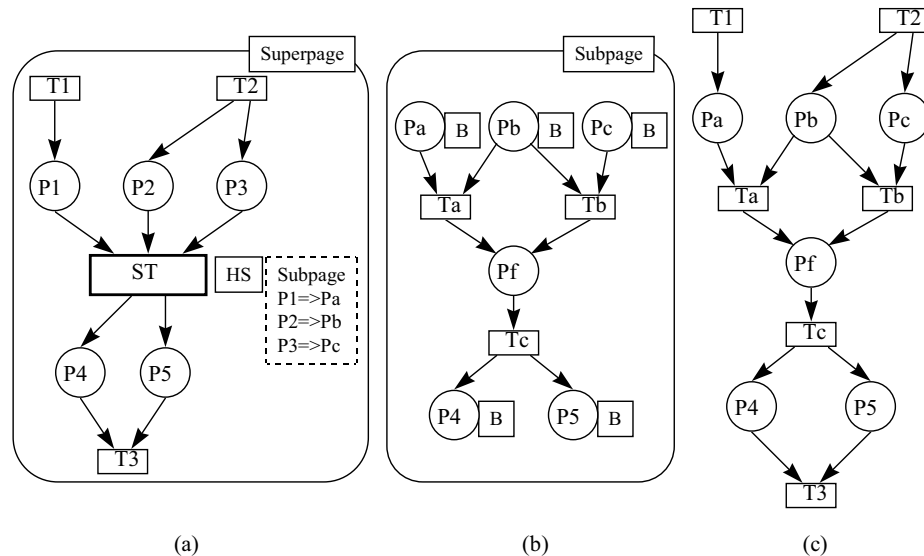 Superpage
T1
T2
P1
P2
P3
ST
HS
Subpage
P1=>Pa
P2=>Pb
P3=>Pc
P4
P5
T3
(a)
Subpage
Pa
B
Pb
B
Pc
B
Ta
Tb
Pf
Tc
P4
B
P5
B
(b)
T1
T2
Pa
Pb
Pc
Ta
Tb
Pf
Tc
P4
P5
T3
(c)